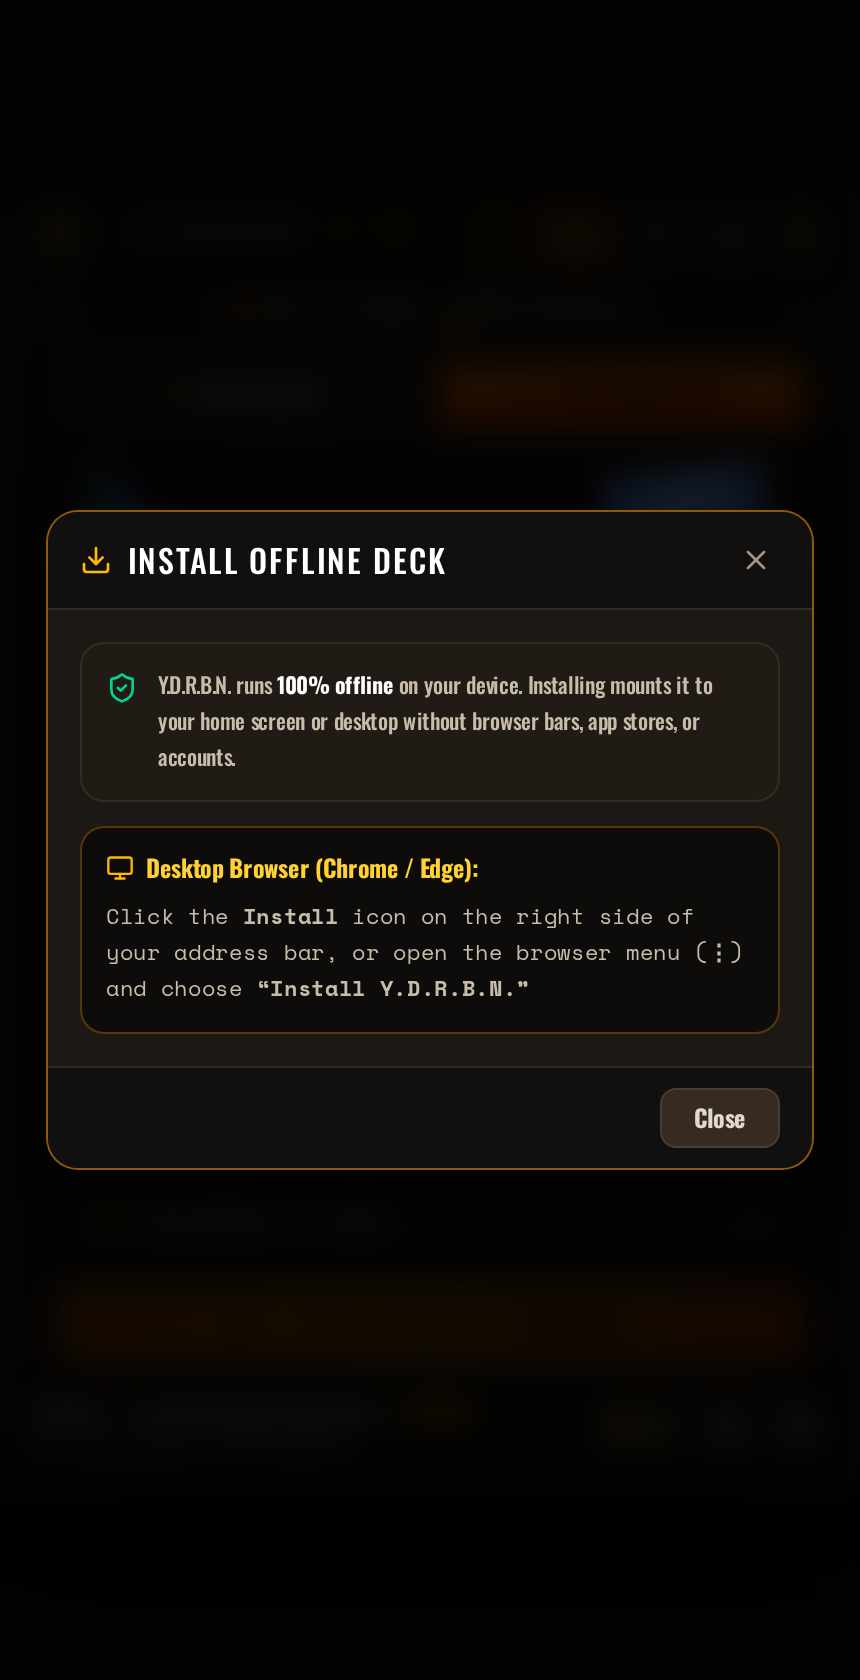 INSTALL OFFLINE DECK
Y.D.R.B.N. runs 100% offline on your device. Installing mounts it to
your home screen or desktop without browser bars, app stores, or
accounts.
Desktop Browser (Chrome / Edge):
Click the Install icon on the right side of
your address bar, or open the browser menu (⋮)
and choose “Install Y.D.R.B.N.”
Close